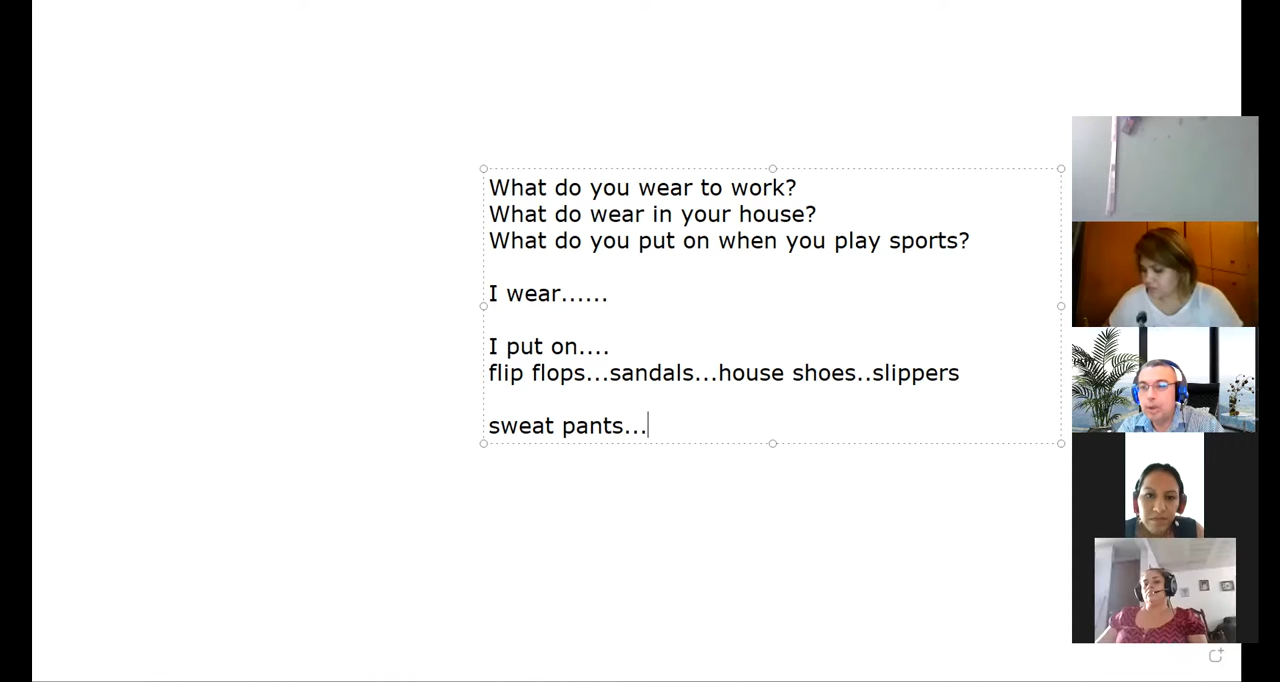 What do you wear to work?
What do wear in your house?
What do you put on when you play sports?
I wear......
I put on....
flip flops...sandals...house shoes..slippers
sweat pants...